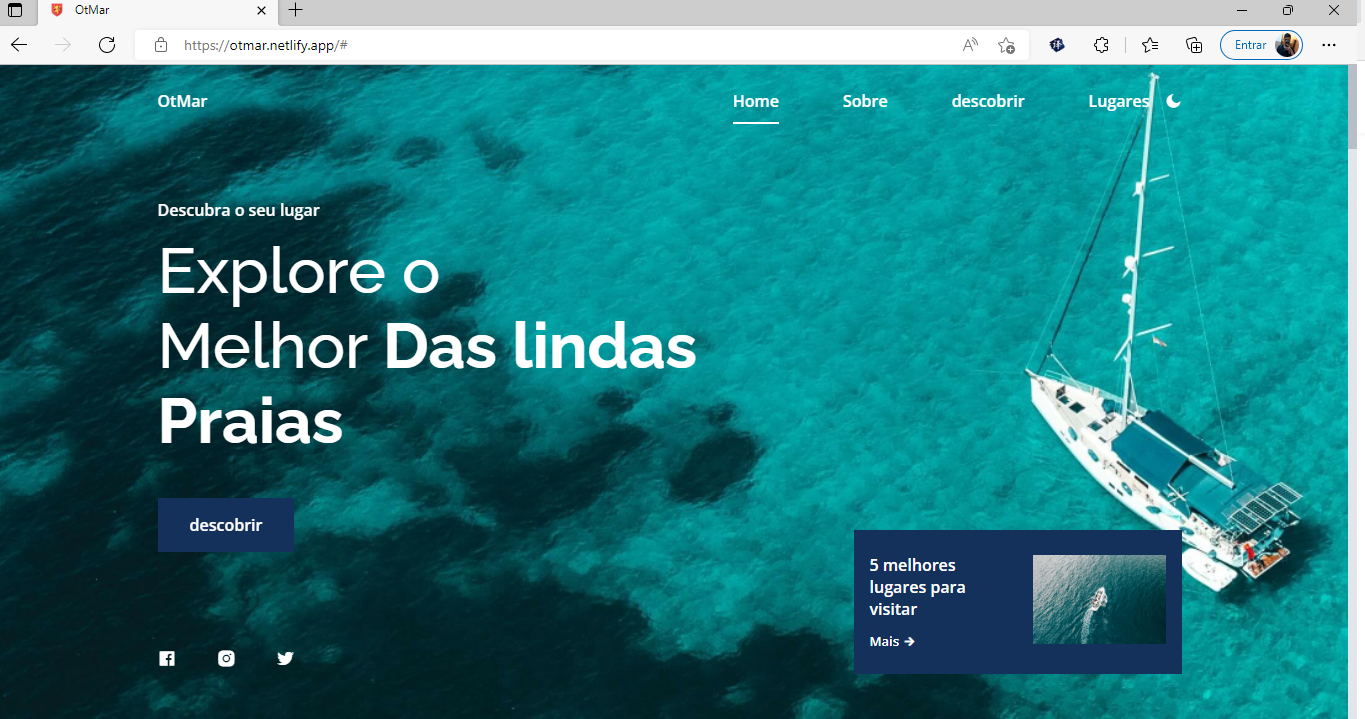 OtMar
https://otmar.netlify.app/#
Entrar
OtMar
Home
Sobre
descobrir
Lugares
Descubra o seu lugar
Explore o
Melhor Das lindas
Praias
descobrir
5 melhores
lugares para
visitar
Mais →